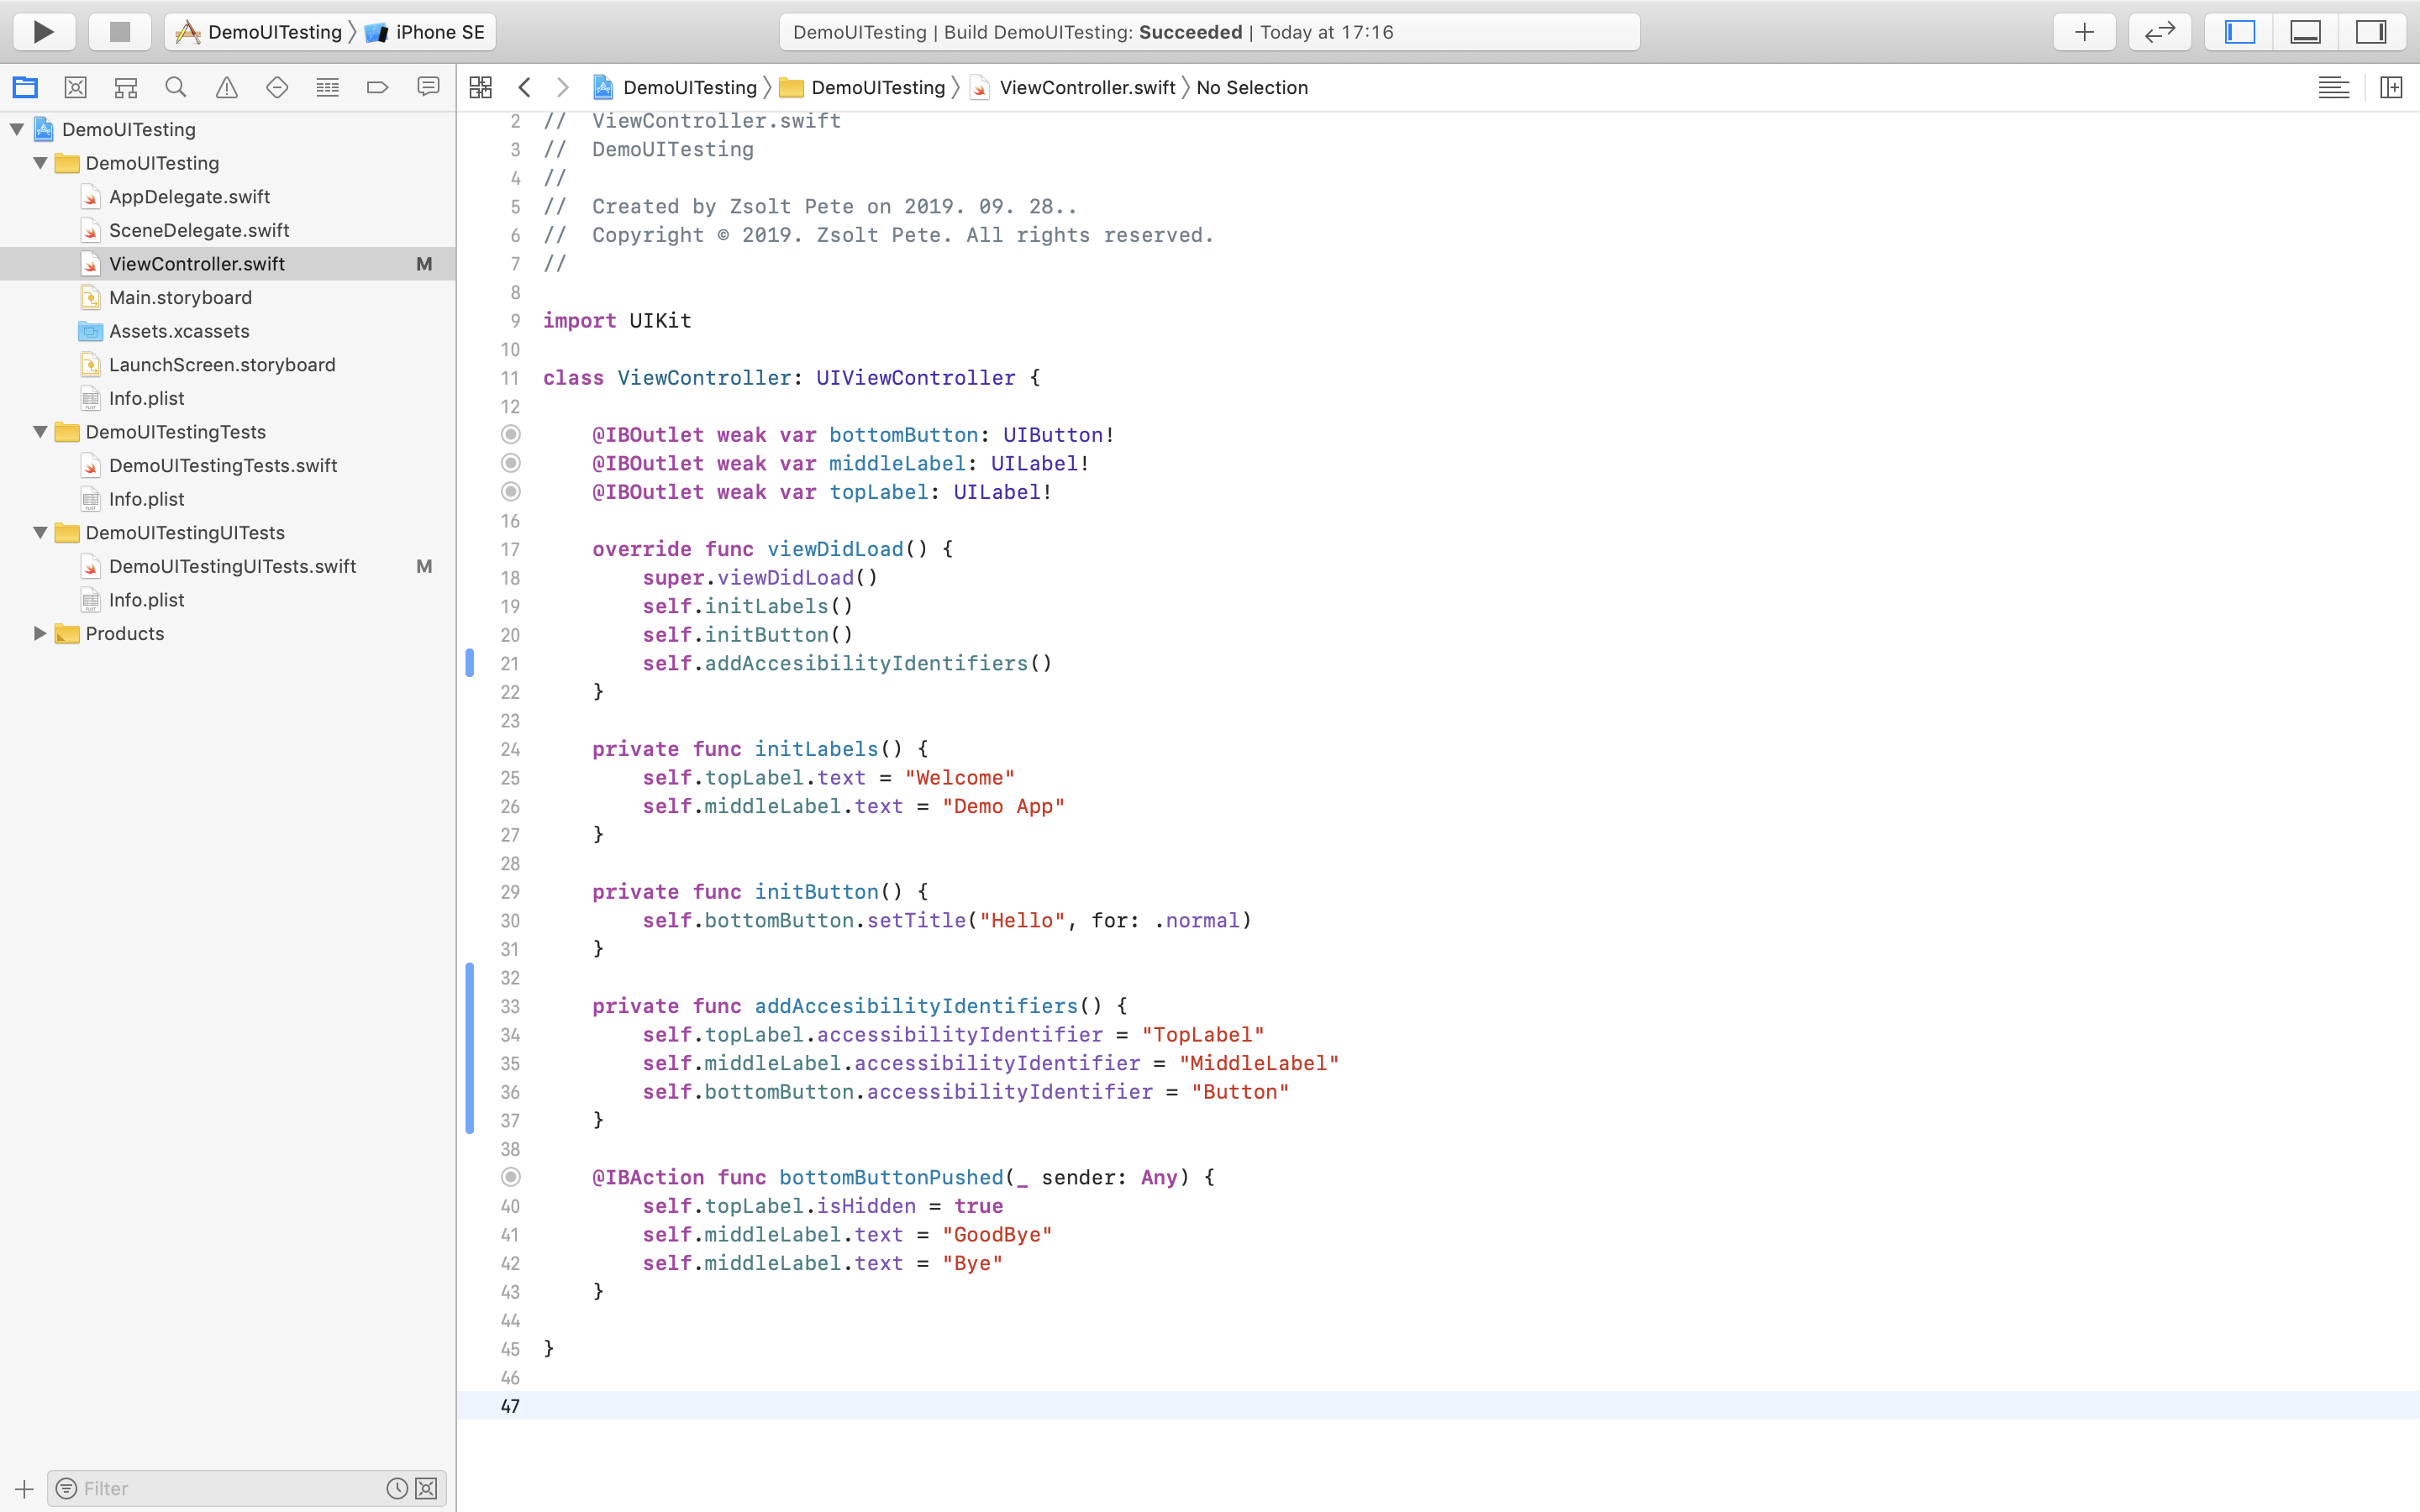 DemoUITesting 〉 iPhone SE
DemoUITesting | Build DemoUITesting: Succeeded | Today at 17:16
DemoUITesting 〉 DemoUITesting 〉 ViewController.swift 〉 No Selection
DemoUITesting
DemoUITesting
AppDelegate.swift
SceneDelegate.swift
ViewController.swift M
Main.storyboard
Assets.xcassets
LaunchScreen.storyboard
Info.plist
DemoUITestingTests
DemoUITestingTests.swift
Info.plist
DemoUITestingUITests
DemoUITestingUITests.swift M
Info.plist
Products
Filter
2 //  ViewController.swift
3 //  DemoUITesting
4 //
5 //  Created by Zsolt Pete on 2019. 09. 28..
6 //  Copyright © 2019. Zsolt Pete. All rights reserved.
7 //
8
9 import UIKit
10
11 class ViewController: UIViewController {
12
@IBOutlet weak var bottomButton: UIButton!
@IBOutlet weak var middleLabel: UILabel!
@IBOutlet weak var topLabel: UILabel!
16
17 override func viewDidLoad() {
18 super.viewDidLoad()
19 self.initLabels()
20 self.initButton()
21 self.addAccesibilityIdentifiers()
22 }
23
24 private func initLabels() {
25 self.topLabel.text = "Welcome"
26 self.middleLabel.text = "Demo App"
27 }
28
29 private func initButton() {
30 self.bottomButton.setTitle("Hello", for: .normal)
31 }
32
33 private func addAccesibilityIdentifiers() {
34 self.topLabel.accessibilityIdentifier = "TopLabel"
35 self.middleLabel.accessibilityIdentifier = "MiddleLabel"
36 self.bottomButton.accessibilityIdentifier = "Button"
37 }
38
@IBAction func bottomButtonPushed(_ sender: Any) {
40 self.topLabel.isHidden = true
41 self.middleLabel.text = "GoodBye"
42 self.middleLabel.text = "Bye"
43 }
44
45 }
46
47